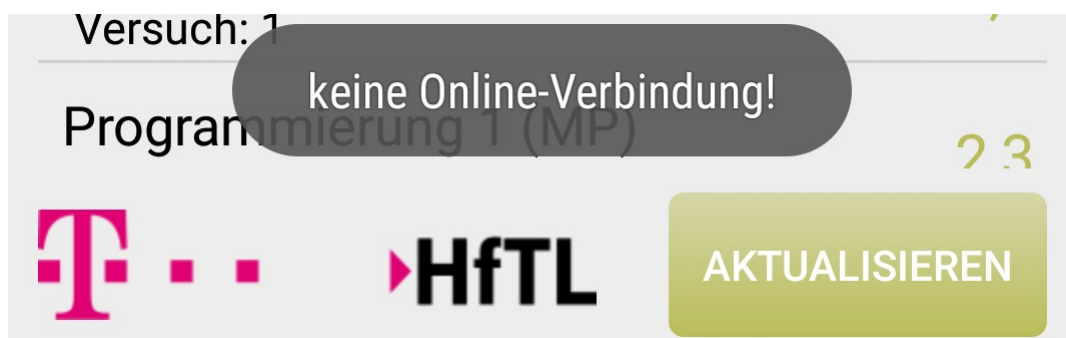 Versuch: 1
keine Online-Verbindung!
Programmierung 1 (MP)
2,3
T
HfTL
AKTUALISIEREN